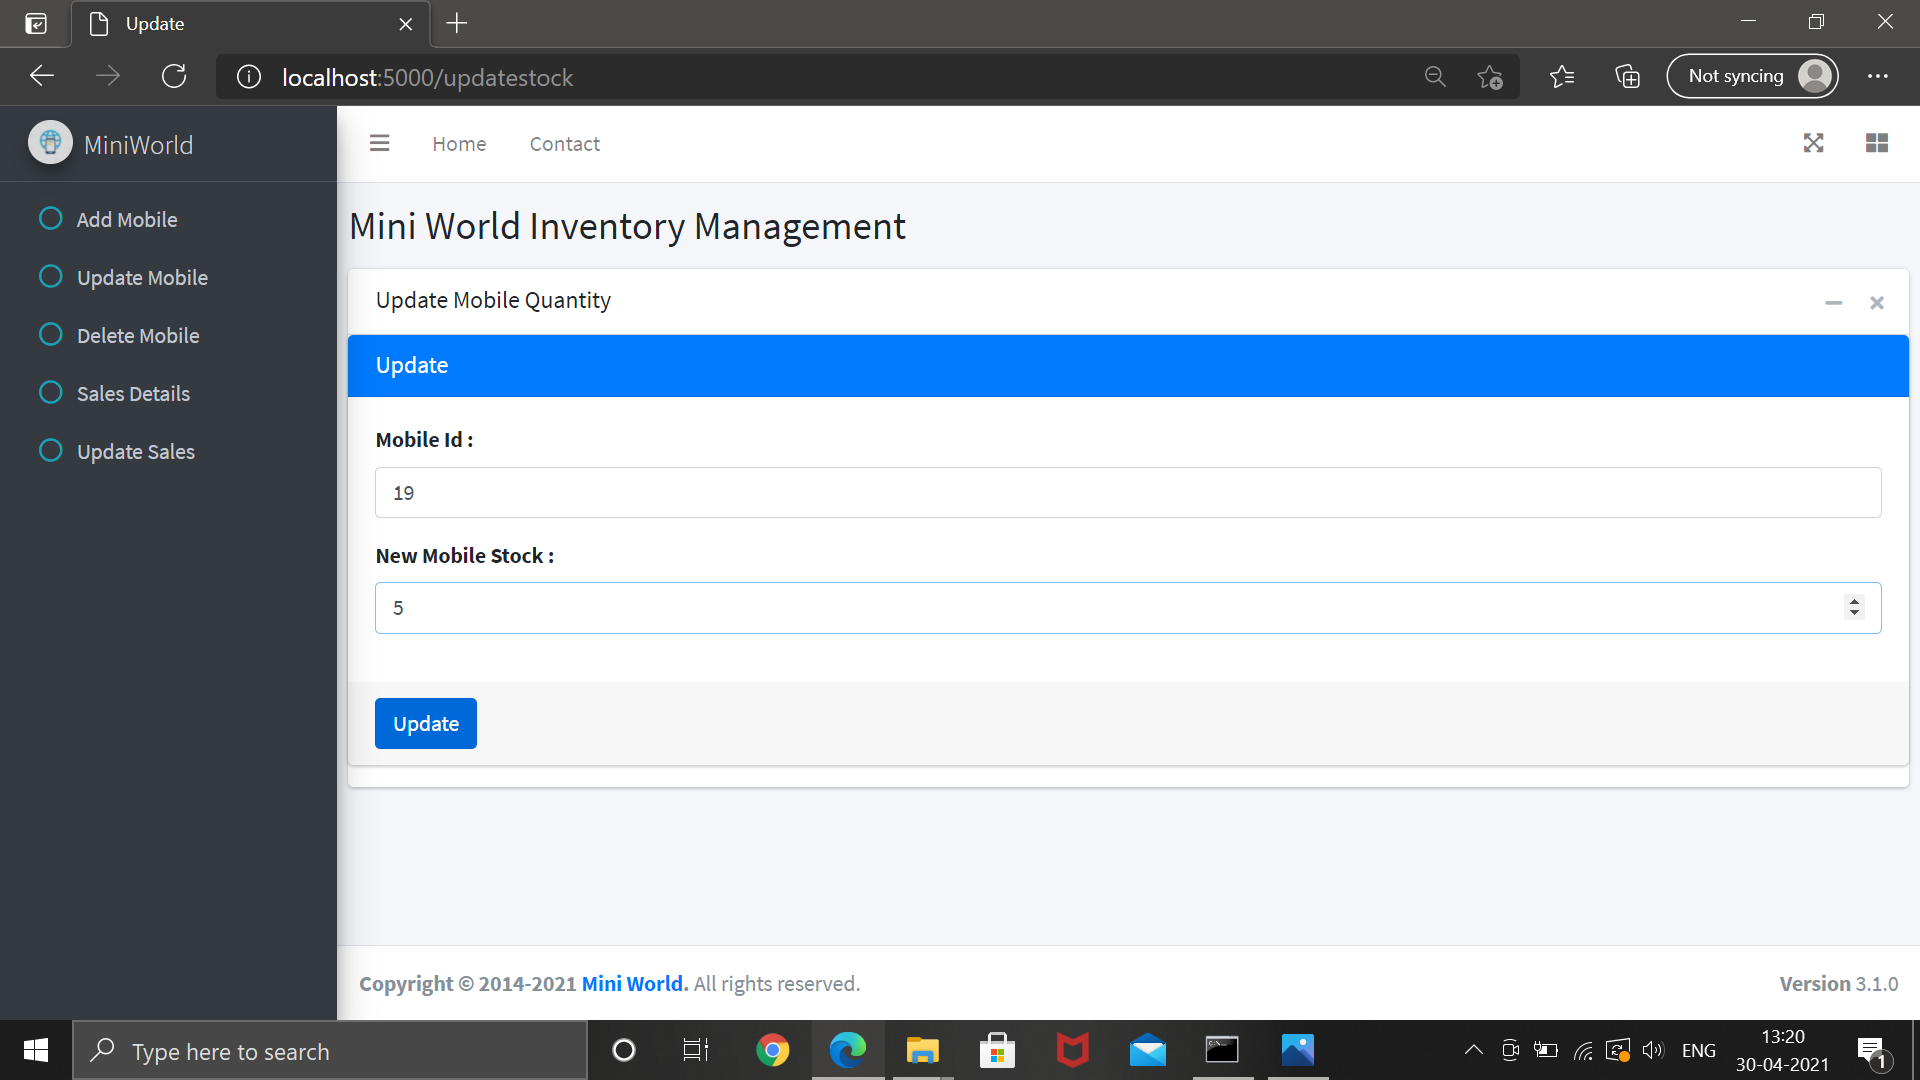 Update
localhost:5000/updatestock
Not syncing
MiniWorld
Home
Contact
Add Mobile
Update Mobile
Delete Mobile
Sales Details
Update Sales
Mini World Inventory Management
Update Mobile Quantity
Update
Mobile Id :
19
New Mobile Stock :
5
Update
Copyright © 2014-2021 Mini World. All rights reserved.
Version 3.1.0
Type here to search
ENG
13:20
30-04-2021
1